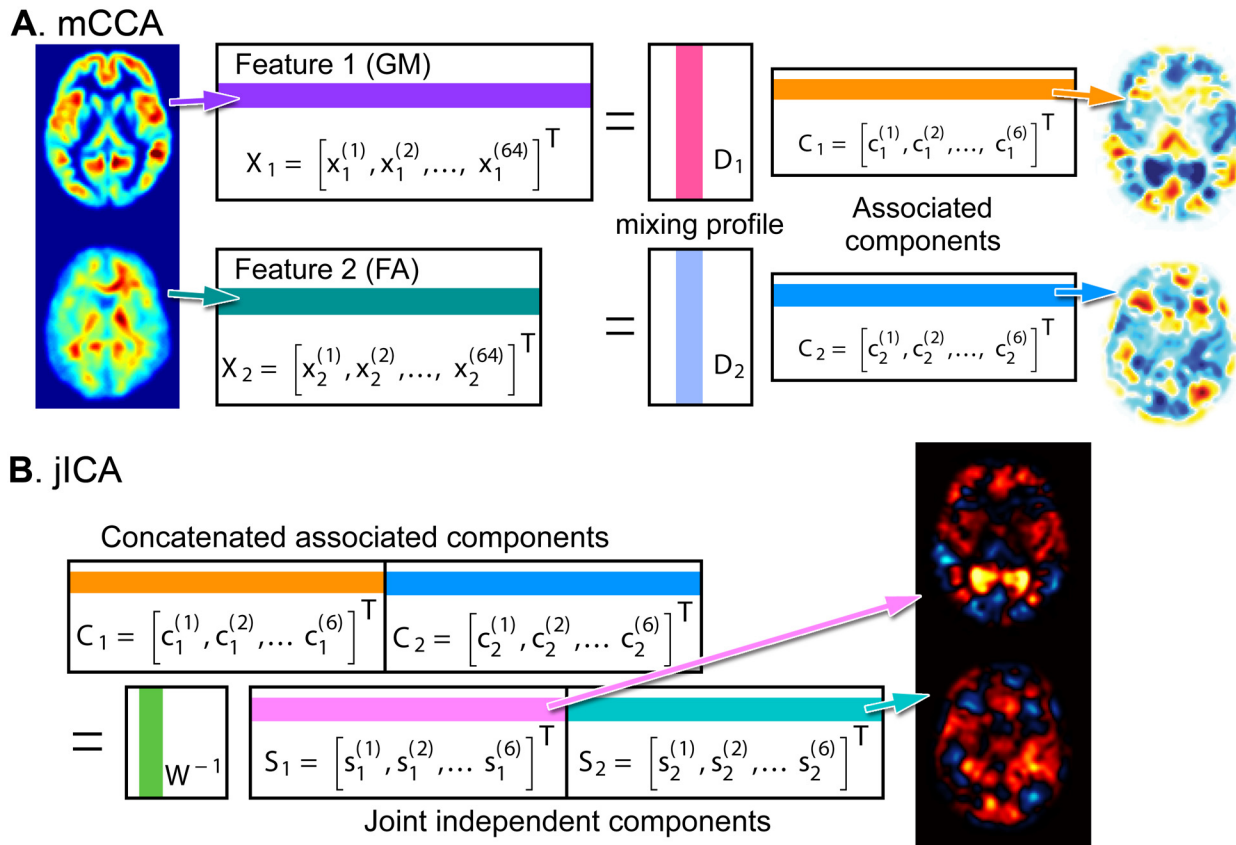 A. mCCA
Feature 1 (GM)
X₁ = [x₁⁽¹⁾, x₁⁽²⁾,..., x₁⁽⁶⁴⁾]ᵀ
=
D₁
C₁ = [c₁⁽¹⁾, c₁⁽²⁾,..., c₁⁽⁶⁾]ᵀ
mixing profile
Associated
components
Feature 2 (FA)
X₂ = [x₂⁽¹⁾, x₂⁽²⁾,..., x₂⁽⁶⁴⁾]ᵀ
=
D₂
C₂ = [c₂⁽¹⁾, c₂⁽²⁾,..., c₂⁽⁶⁾]ᵀ
B. jICA
Concatenated associated components
C₁ = [c₁⁽¹⁾, c₁⁽²⁾,... c₁⁽⁶⁾]ᵀ
C₂ = [c₂⁽¹⁾, c₂⁽²⁾,... c₂⁽⁶⁾]ᵀ
=
W⁻¹
S₁ = [s₁⁽¹⁾, s₁⁽²⁾,... s₁⁽⁶⁾]ᵀ
S₂ = [s₂⁽¹⁾, s₂⁽²⁾,... s₂⁽⁶⁾]ᵀ
Joint independent components